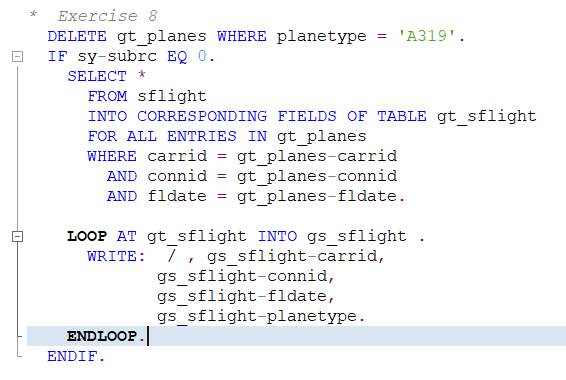 *  Exercise 8
DELETE gt_planes WHERE planetype = 'A319'.
IF sy-subrc EQ 0.
SELECT *
FROM sflight
INTO CORRESPONDING FIELDS OF TABLE gt_sflight
FOR ALL ENTRIES IN gt_planes
WHERE carrid = gt_planes-carrid
AND connid = gt_planes-connid
AND fldate = gt_planes-fldate.
LOOP AT gt_sflight INTO gs_sflight .
WRITE:  / , gs_sflight-carrid,
gs_sflight-connid,
gs_sflight-fldate,
gs_sflight-planetype.
ENDLOOP.
ENDIF.